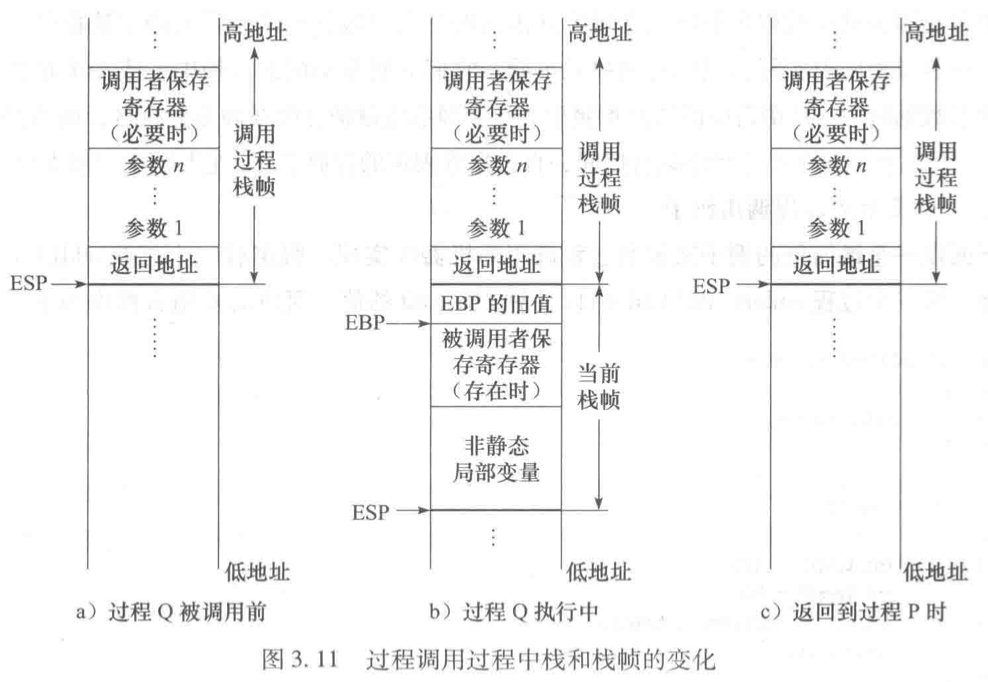 ⋮
高地址
调用者保存
寄存器
（必要时）
参数 n
⋮
参数 1
返回地址
ESP
⋮
调用
过程
栈帧
低地址
a）过程 Q 被调用前
⋮
高地址
调用者保存
寄存器
（必要时）
参数 n
⋮
参数 1
返回地址
EBP 的旧值
EBP
被调用者保
存寄存器
（存在时）
非静态
局部变量
ESP
⋮
调用
过程
栈帧
当前
栈帧
低地址
b）过程 Q 执行中
⋮
高地址
调用者保存
寄存器
（必要时）
参数 n
⋮
参数 1
返回地址
ESP
⋮
调用
过程
栈帧
低地址
c）返回到过程 P 时
图 3.11 过程调用过程中栈和栈帧的变化